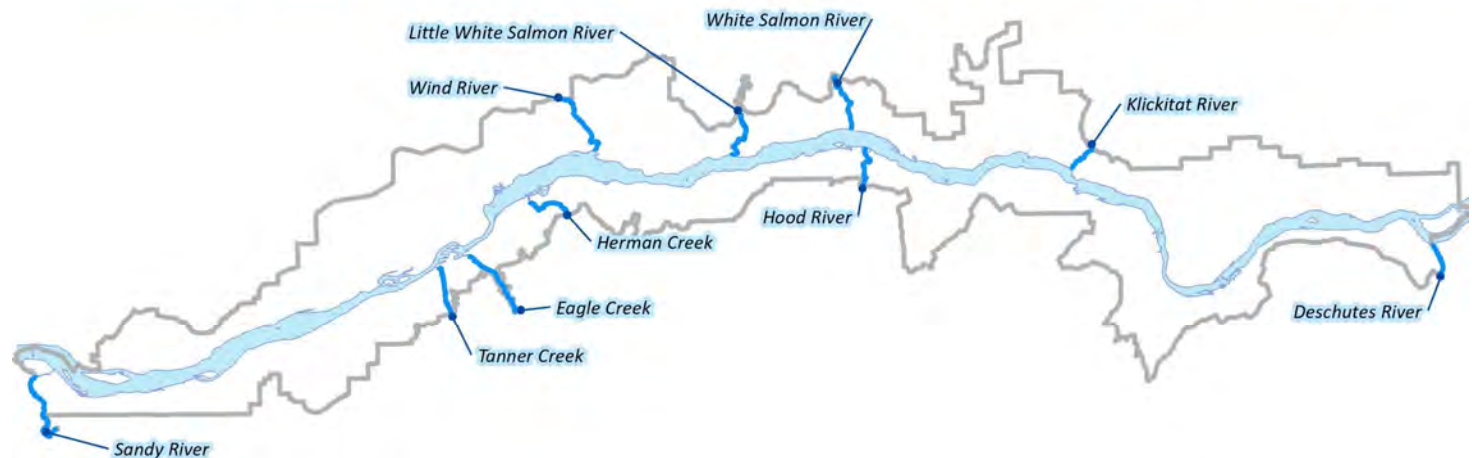 White Salmon River
Little White Salmon River
Wind River
Klickitat River
Hood River
Herman Creek
Eagle Creek
Deschutes River
Tanner Creek
Sandy River